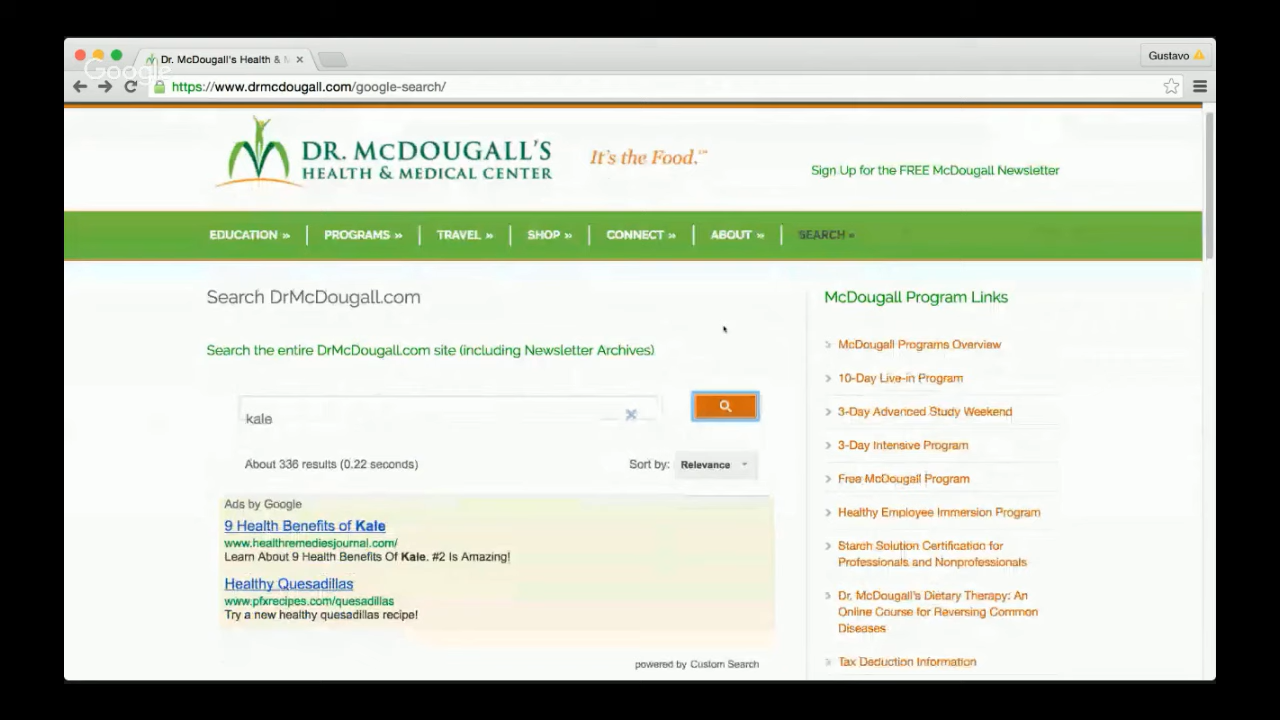 Dr. McDougall's Health & M
Gustavo
Google
https://www.drmcdougall.com/google-search/
DR. MCDOUGALL'S
HEALTH & MEDICAL CENTER
It's the Food.℠
Sign Up for the FREE McDougall Newsletter
EDUCATION »
PROGRAMS »
TRAVEL »
SHOP »
CONNECT »
ABOUT »
SEARCH »
Search DrMcDougall.com
Search the entire DrMcDougall.com site (including Newsletter Archives)
kale
About 336 results (0.22 seconds)
Sort by: Relevance
Ads by Google
9 Health Benefits of Kale
www.healthremediesjournal.com/
Learn About 9 Health Benefits Of Kale. #2 Is Amazing!
Healthy Quesadillas
www.pfxrecipes.com/quesadillas
Try a new healthy quesadillas recipe!
powered by Custom Search
McDougall Program Links
McDougall Programs Overview
10-Day Live-in Program
3-Day Advanced Study Weekend
3-Day Intensive Program
Free McDougall Program
Healthy Employee Immersion Program
Starch Solution Certification for
Professionals and Nonprofessionals
Dr. McDougall's Dietary Therapy: An
Online Course for Reversing Common
Diseases
Tax Deduction Information